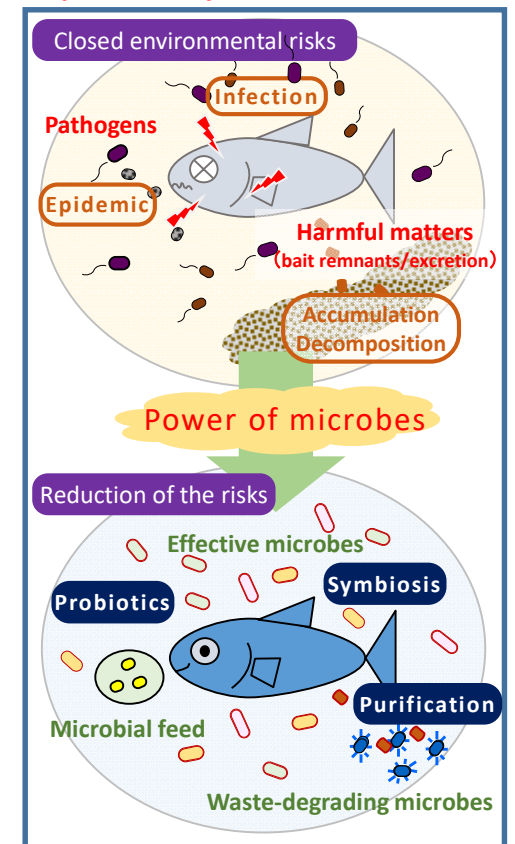 Closed environmental risks
Infection
Pathogens
Epidemic
Harmful matters
(bait remnants/excretion)
Accumulation
Decomposition
Power of microbes
Reduction of the risks
Effective microbes
Symbiosis
Probiotics
Purification
Microbial feed
Waste-degrading microbes